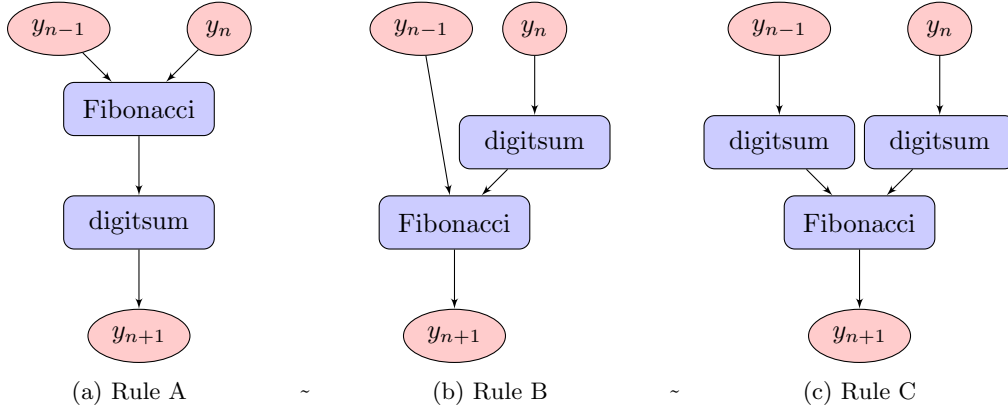 y_{n−1} y_n y_{n−1} y_n y_{n−1} y_n
Fibonacci
digitsum digitsum digitsum
digitsum Fibonacci Fibonacci
y_{n+1} y_{n+1} y_{n+1}
(a) Rule A ~ (b) Rule B ~ (c) Rule C